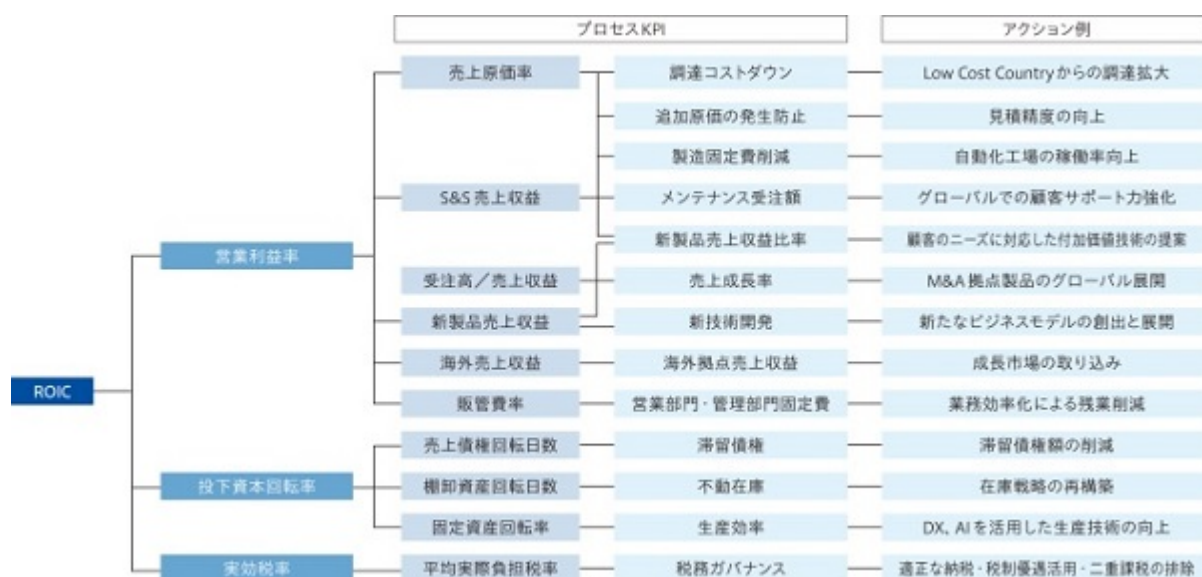 プロセスKPI アクション例
売上原価率 調達コストダウン Low Cost Countryからの調達拡大
追加原価の発生防止 見積精度の向上
製造固定費削減 自動化工場の稼働率向上
S&S売上収益 メンテナンス受注額 グローバルでの顧客サポート力強化
営業利益率 新製品売上収益比率 顧客のニーズに対応した付加価値技術の提案
受注高／売上収益 売上成長率 M&A拠点製品のグローバル展開
新製品売上収益 新技術開発 新たなビジネスモデルの創出と展開
海外売上収益 海外拠点売上収益 成長市場の取り込み
ROIC 販管費率 営業部門・管理部門固定費 業務効率化による残業削減
売上債権回転日数 滞留債権 滞留債権額の削減
投下資本回転率 棚卸資産回転日数 不動在庫 在庫戦略の再構築
固定資産回転率 生産効率 DX、AIを活用した生産技術の向上
実効税率 平均実際負担税率 税務ガバナンス 適正な納税・税制優遇活用・二重課税の排除